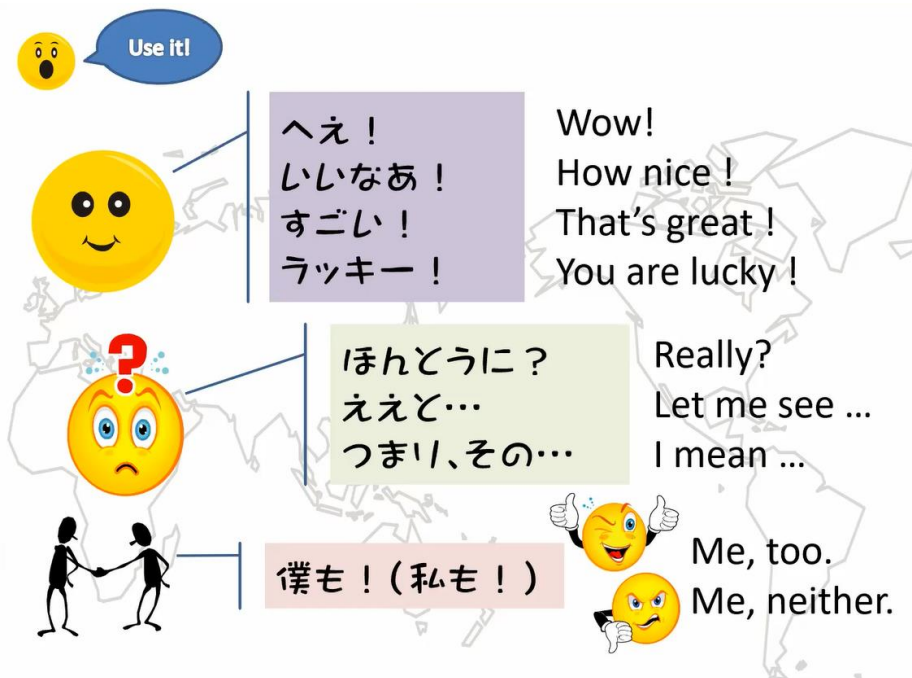 Use it!
へえ！ Wow!
いいなあ！ How nice !
すごい！ That's great !
ラッキー！ You are lucky !
?
ほんとうに？ Really?
ええと… Let me see ...
つまり、その… I mean ...
僕も！(私も！) Me, too.
Me, neither.